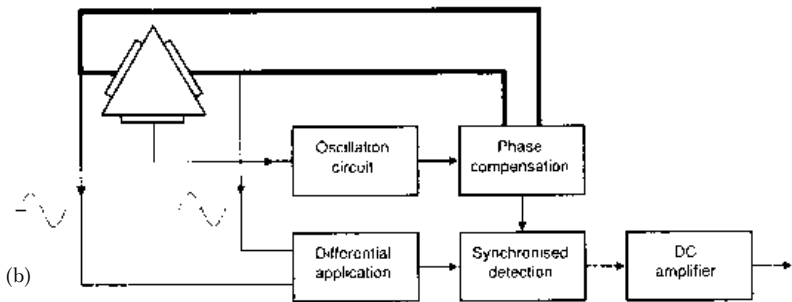 Oscillation
circuit
Phase
compensation
Differential
application
Synchronised
detection
DC
amplifier
(b)